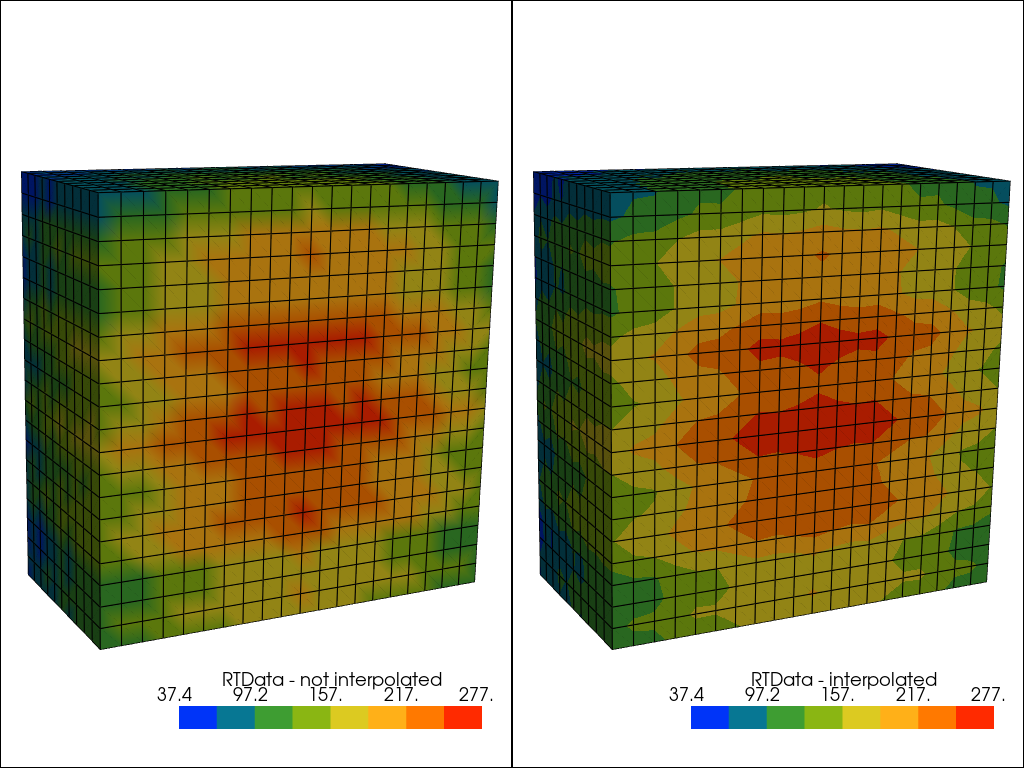 RTData - not interpolated
37.4 97.2 157. 217. 277.
RTData - interpolated
37.4 97.2 157. 217. 277.